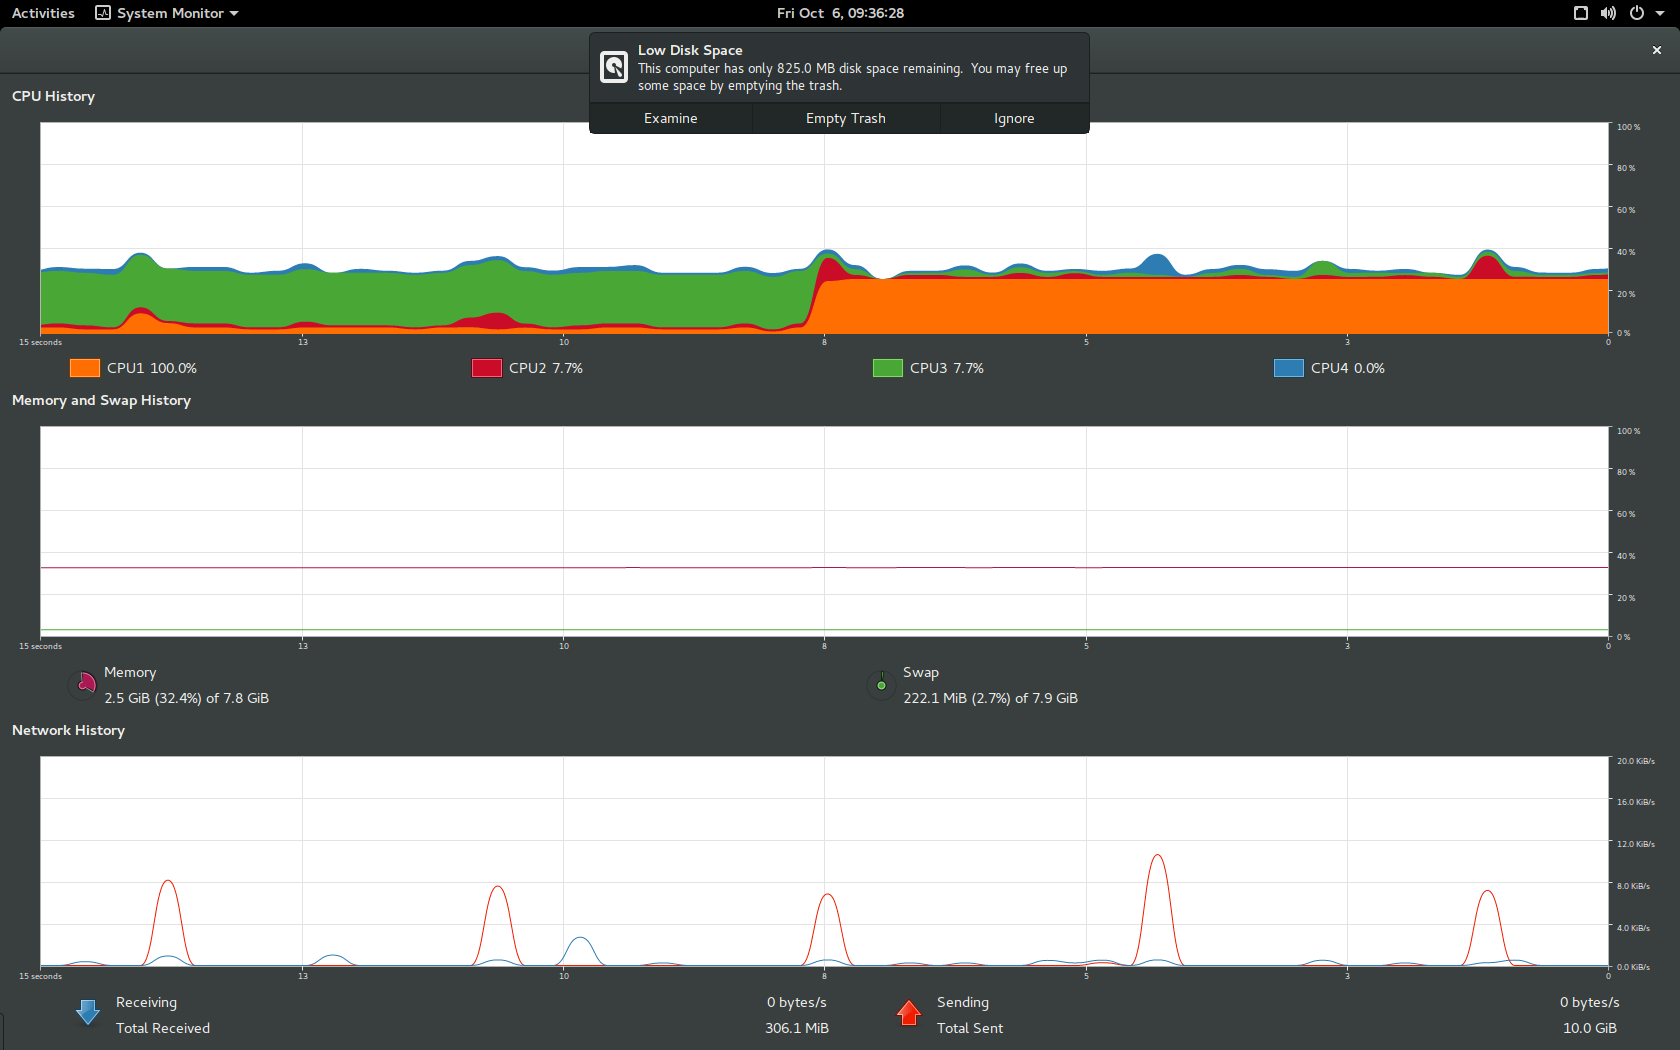 Activities System Monitor Fri Oct 6, 09:36:28
Low Disk Space
This computer has only 825.0 MB disk space remaining. You may free up
some space by emptying the trash.
Examine Empty Trash Ignore
CPU History
100 %
80 %
60 %
40 %
20 %
0 %
15 seconds 13 10 8 5 3 0
CPU1 100.0% CPU2 7.7% CPU3 7.7% CPU4 0.0%
Memory and Swap History
100 %
80 %
60 %
40 %
20 %
0 %
15 seconds 13 10 8 5 3 0
Memory
2.5 GiB (32.4%) of 7.8 GiB
Swap
222.1 MiB (2.7%) of 7.9 GiB
Network History
20.0 KiB/s
16.0 KiB/s
12.0 KiB/s
8.0 KiB/s
4.0 KiB/s
0.0 KiB/s
15 seconds 13 10 8 5 3 0
Receiving 0 bytes/s
Total Received 306.1 MiB
Sending 0 bytes/s
Total Sent 10.0 GiB